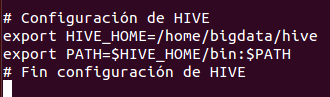 # Configuración de HIVE
export HIVE_HOME=/home/bigdata/hive
export PATH=$HIVE_HOME/bin:$PATH
# Fin configuración de HIVE